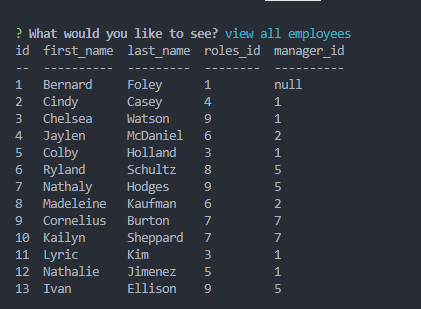 ? What would you like to see? view all employees
id  first_name  last_name  roles_id  manager_id
--  ----------  ---------  --------  ----------
1   Bernard     Foley      1         null
2   Cindy       Casey      4         1
3   Chelsea     Watson     9         1
4   Jaylen      McDaniel   6         2
5   Colby       Holland    3         1
6   Ryland      Schultz    8         5
7   Nathaly     Hodges     9         5
8   Madeleine   Kaufman    6         2
9   Cornelius   Burton     7         7
10  Kailyn      Sheppard   7         7
11  Lyric       Kim        3         1
12  Nathalie    Jimenez    5         1
13  Ivan        Ellison    9         5